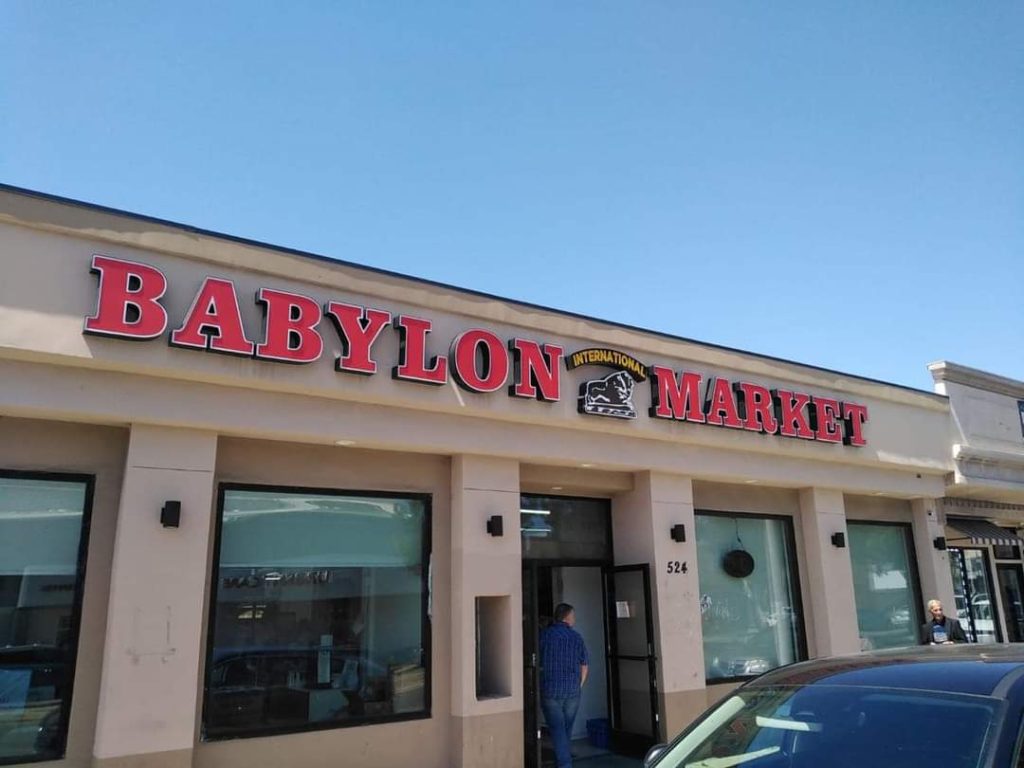 BABYLON INTERNATIONAL MARKET
524